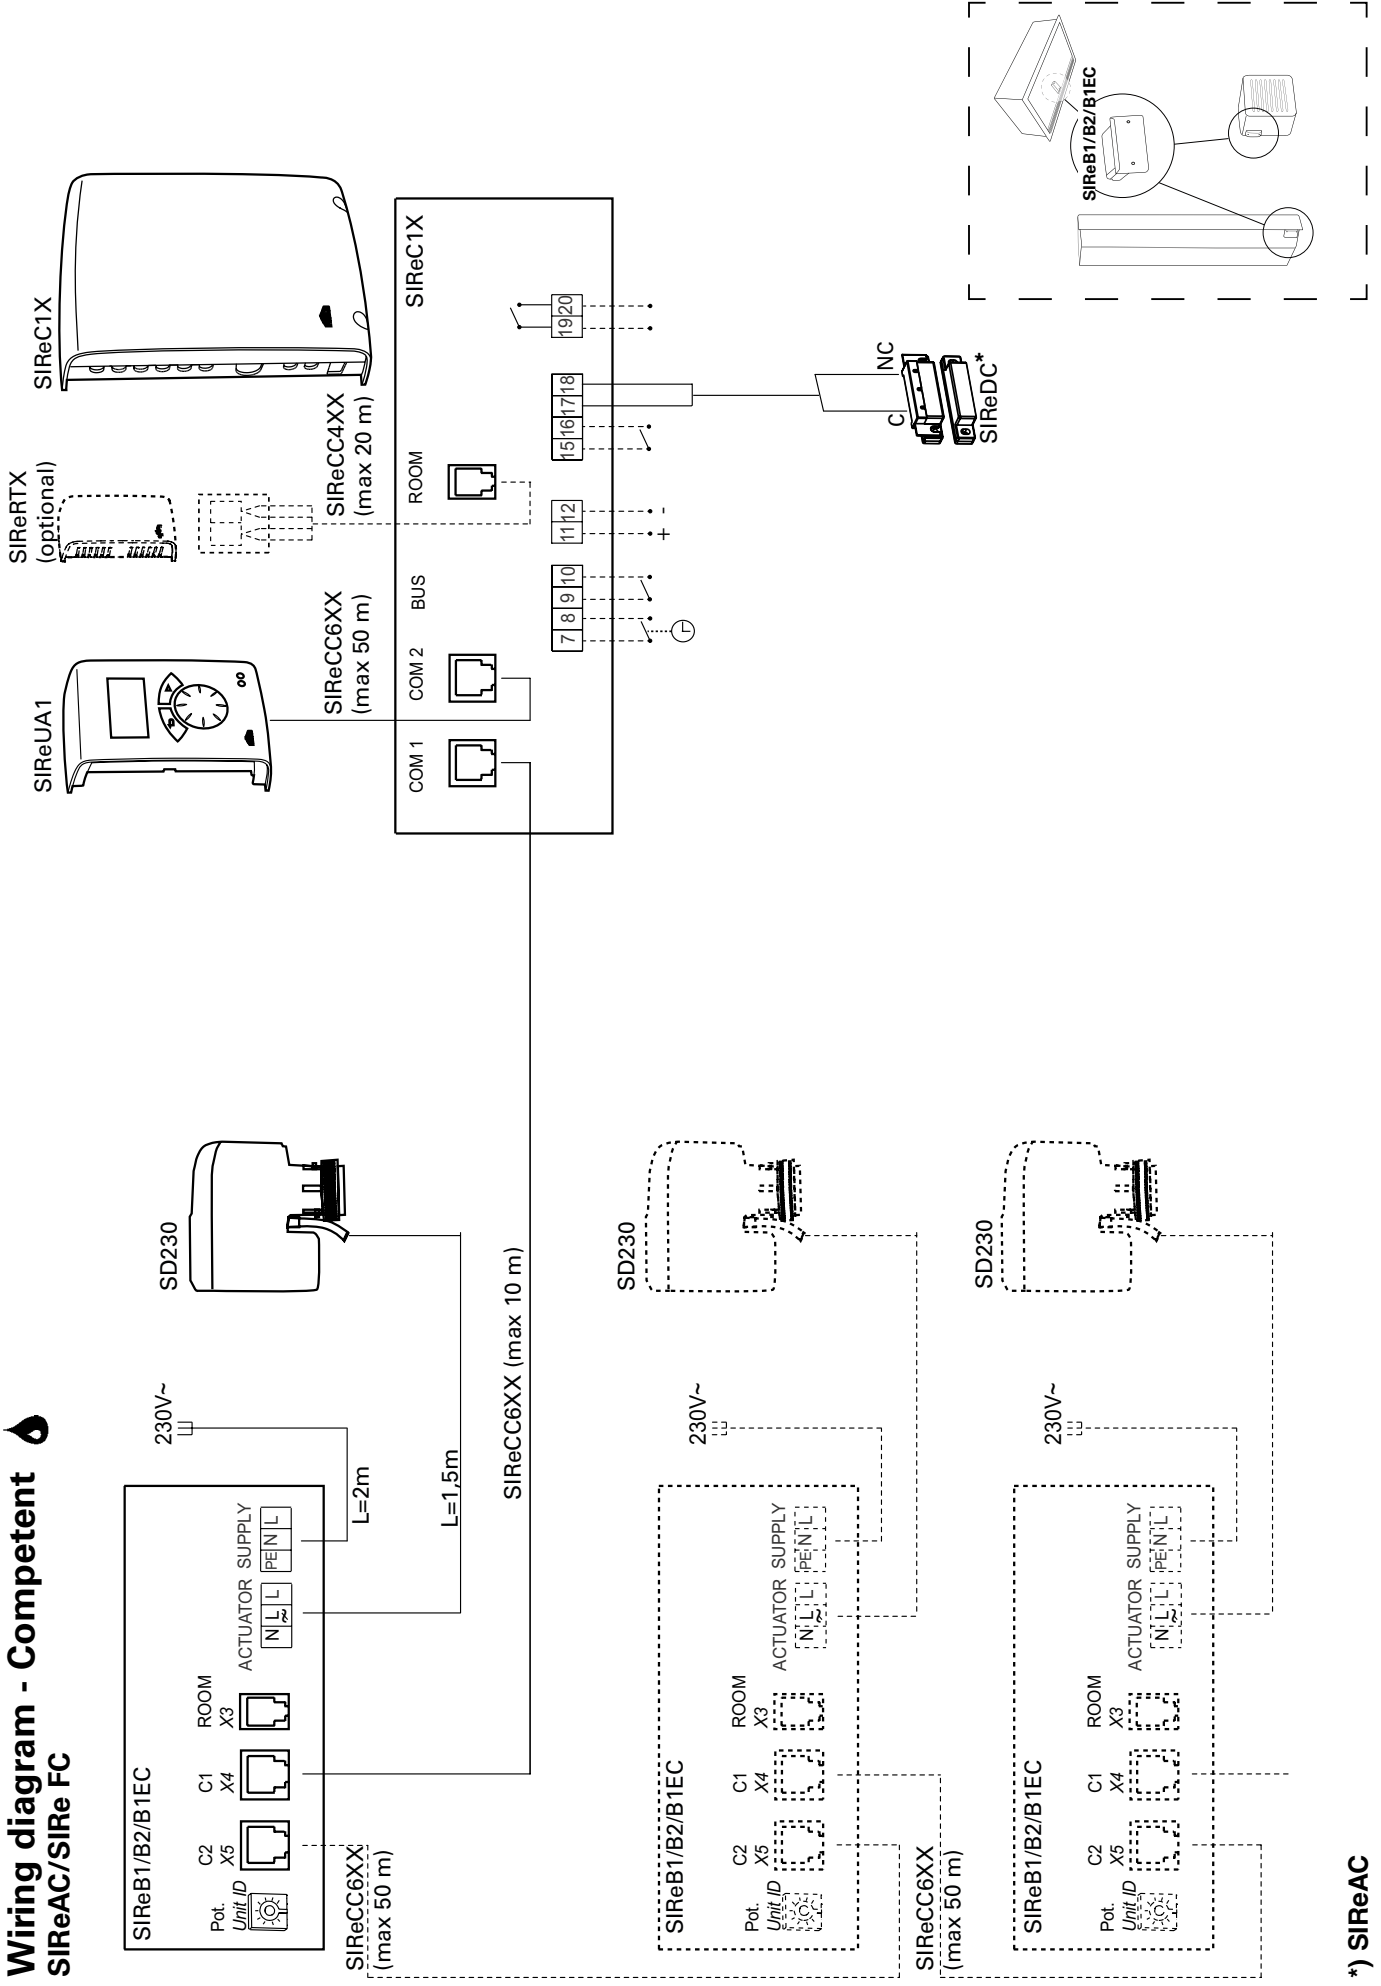 Wiring diagram - Competent
SIReAC/SIRe FC
SIReB1/B2/B1EC
Pot.
Unit ID
C2
X5
C1
X4
ROOM
X3
ACTUATOR
N L L
SUPPLY
PE N L
230V~
L=2m
L=1,5m
SD230
SIReCC6XX (max 10 m)
SIReCC6XX
(max 50 m)
SIReB1/B2/B1EC
Pot.
Unit ID
C2
X5
C1
X4
ROOM
X3
ACTUATOR
N L L
SUPPLY
PE N L
230V~
SD230
SIReCC6XX
(max 50 m)
SIReB1/B2/B1EC
Pot.
Unit ID
C2
X5
C1
X4
ROOM
X3
ACTUATOR
N L L
SUPPLY
PE N L
230V~
SD230
SIReUA1
SIReRTX
(optional)
SIReC1X
SIReCC6XX
(max 50 m)
SIReCC4XX
(max 20 m)
SIReC1X
COM 1
COM 2
BUS
ROOM
7 8 9 10
11 12
15 16 17 18
19 20
+ -
C
NC
SIReDC*
SIReB1/B2/B1EC
*) SIReAC